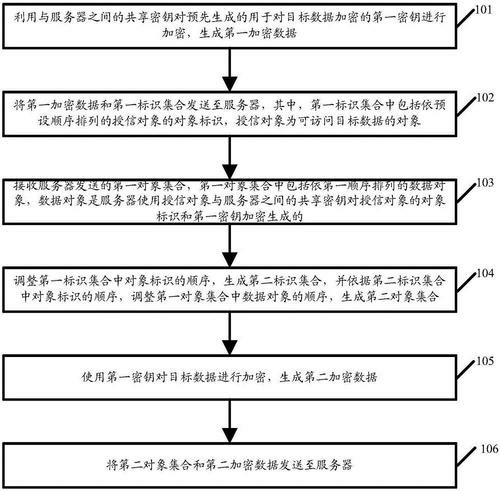 利用与服务器之间的共享密钥对预先生成的用于对目标数据加密的第一密钥进行
加密，生成第一加密数据
101
将第一加密数据和第一标识集合发送至服务器，其中，第一标识集合中包括依预
设顺序排列的授信对象的对象标识，授信对象为可访问目标数据的对象
102
接收服务器发送的第一对象集合，第一对象集合中包括依第一顺序排列的数据对
象，数据对象是服务器使用授信对象与服务器之间的共享密钥对授信对象的对象
标识和第一密钥加密生成的
103
调整第一标识集合中对象标识的顺序，生成第二标识集合，并依据第二标识集合
中对象标识的顺序，调整第一对象集合中数据对象的顺序，生成第二对象集合
104
使用第一密钥对目标数据进行加密，生成第二加密数据
105
将第二对象集合和第二加密数据发送至服务器
106